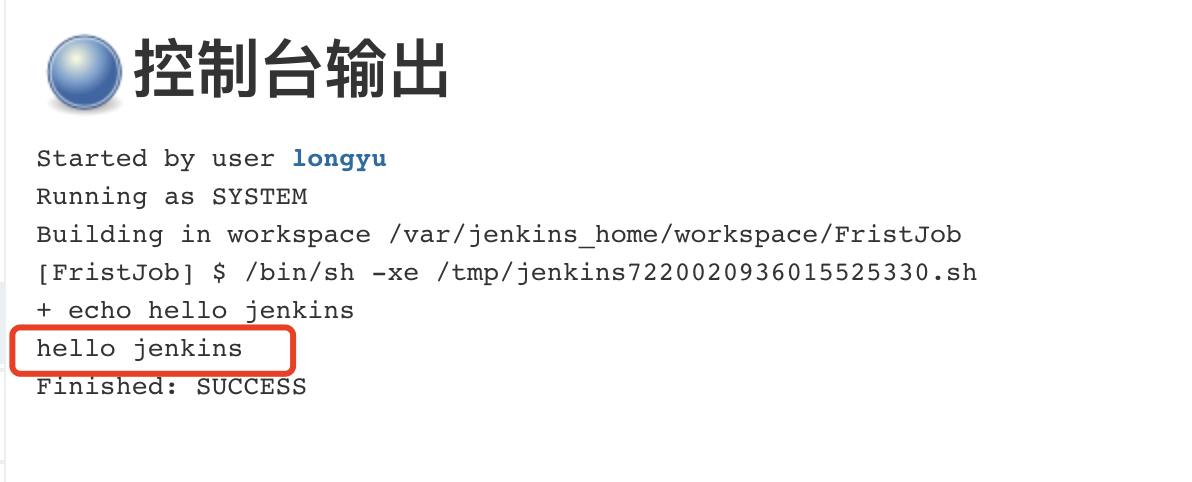 控制台输出
Started by user longyu
Running as SYSTEM
Building in workspace /var/jenkins_home/workspace/FristJob
[FristJob] $ /bin/sh -xe /tmp/jenkins7220020936015525330.sh
+ echo hello jenkins
hello jenkins
Finished: SUCCESS